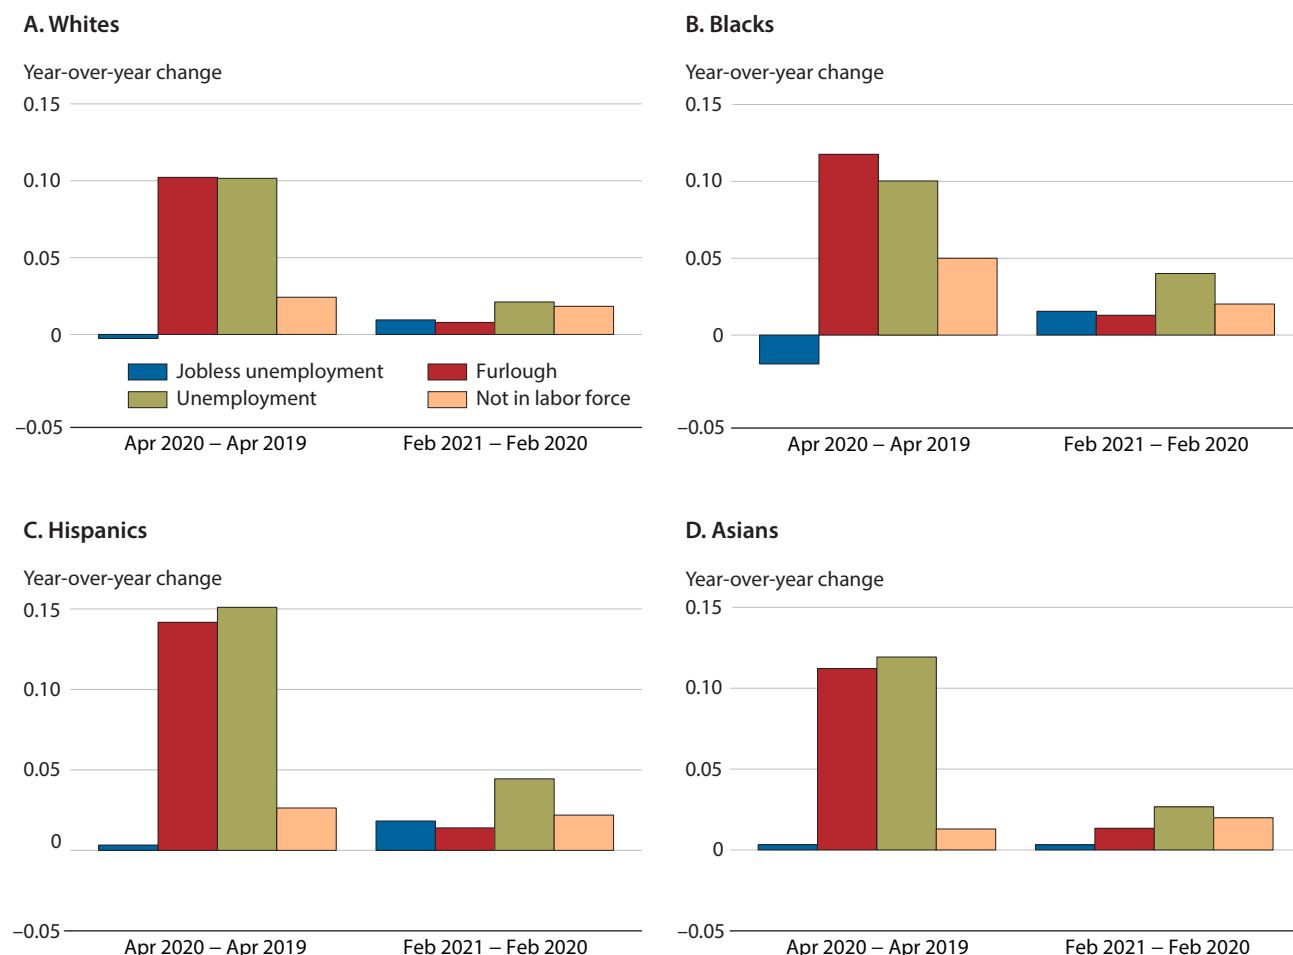 A. Whites
Year-over-year change
0.15
0.10
0.05
0
−0.05
Jobless unemployment
Furlough
Unemployment
Not in labor force
Apr 2020 – Apr 2019
Feb 2021 – Feb 2020
B. Blacks
Year-over-year change
0.15
0.10
0.05
0
−0.05
Apr 2020 – Apr 2019
Feb 2021 – Feb 2020
C. Hispanics
Year-over-year change
0.15
0.10
0.05
0
−0.05
Apr 2020 – Apr 2019
Feb 2021 – Feb 2020
D. Asians
Year-over-year change
0.15
0.10
0.05
0
−0.05
Apr 2020 – Apr 2019
Feb 2021 – Feb 2020